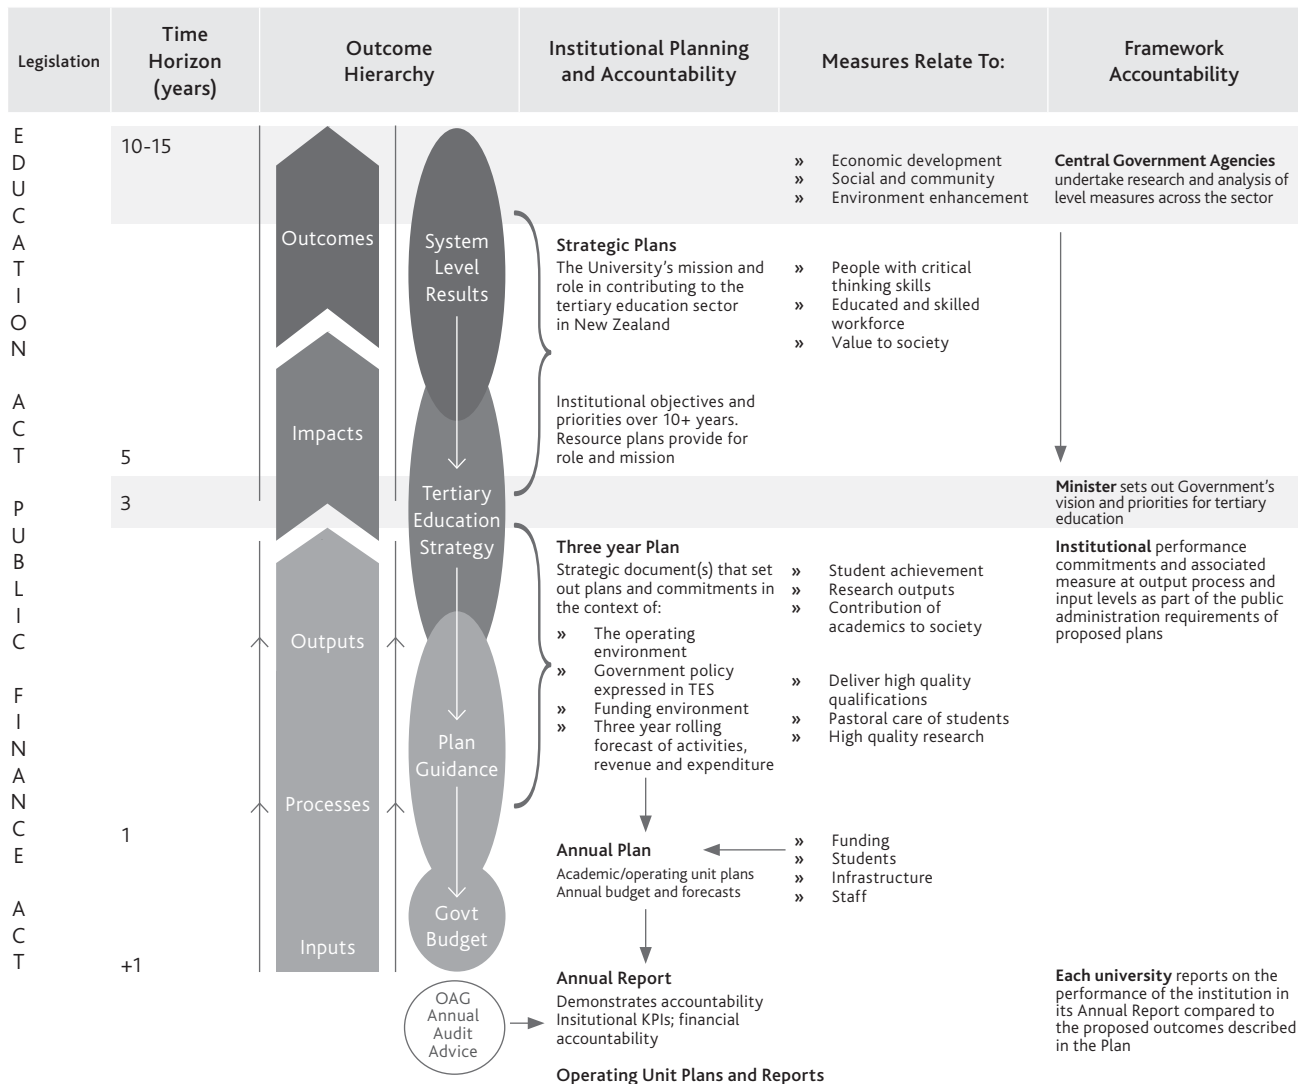 Legislation
Time
Horizon
(years)
Outcome
Hierarchy
Institutional Planning
and Accountability
Measures Relate To:
Framework
Accountability
EDUCATION ACT PUBLIC FINANCE ACT
10-15
5
3
1
+1
Outcomes
Impacts
Outputs
Processes
Inputs
System
Level
Results
Tertiary
Education
Strategy
Plan
Guidance
Govt
Budget
OAG
Annual
Audit
Advice
Strategic Plans
The University’s mission and
role in contributing to the
tertiary education sector
in New Zealand
Institutional objectives and
priorities over 10+ years.
Resource plans provide for
role and mission
Three year Plan
Strategic document(s) that set
out plans and commitments in
the context of:
» The operating
environment
» Government policy
expressed in TES
» Funding environment
» Three year rolling
forecast of activities,
revenue and expenditure
Annual Plan
Academic/operating unit plans
Annual budget and forecasts
Annual Report
Demonstrates accountability
Insitutional KPIs; financial
accountability
Operating Unit Plans and Reports
» Economic development
» Social and community
» Environment enhancement
» People with critical
thinking skills
» Educated and skilled
workforce
» Value to society
» Student achievement
» Research outputs
» Contribution of
academics to society
» Deliver high quality
qualifications
» Pastoral care of students
» High quality research
» Funding
» Students
» Infrastructure
» Staff
Central Government Agencies
undertake research and analysis of
level measures across the sector
Minister sets out Government’s
vision and priorities for tertiary
education
Institutional performance
commitments and associated
measure at output process and
input levels as part of the public
administration requirements of
proposed plans
Each university reports on the
performance of the institution in
its Annual Report compared to
the proposed outcomes described
in the Plan